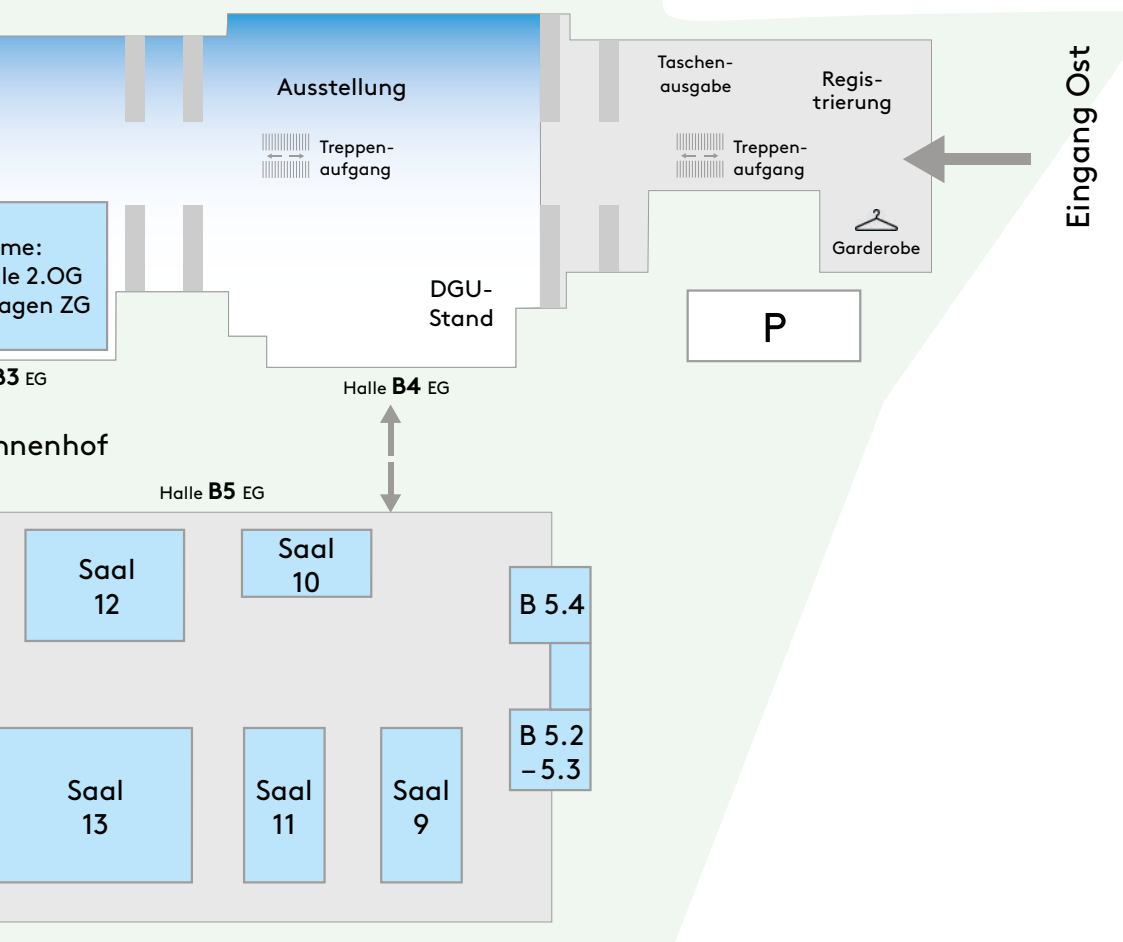 Ausstellung
Treppen-
aufgang
Taschen-
ausgabe
Regis-
trierung
Treppen-
aufgang
Garderobe
Eingang Ost
me:
le 2.OG
agen ZG
DGU-
Stand
P
B3 EG
Halle B4 EG
nnenhof
Halle B5 EG
Saal
12
Saal
10
B 5.4
B 5.2
– 5.3
Saal
13
Saal
11
Saal
9